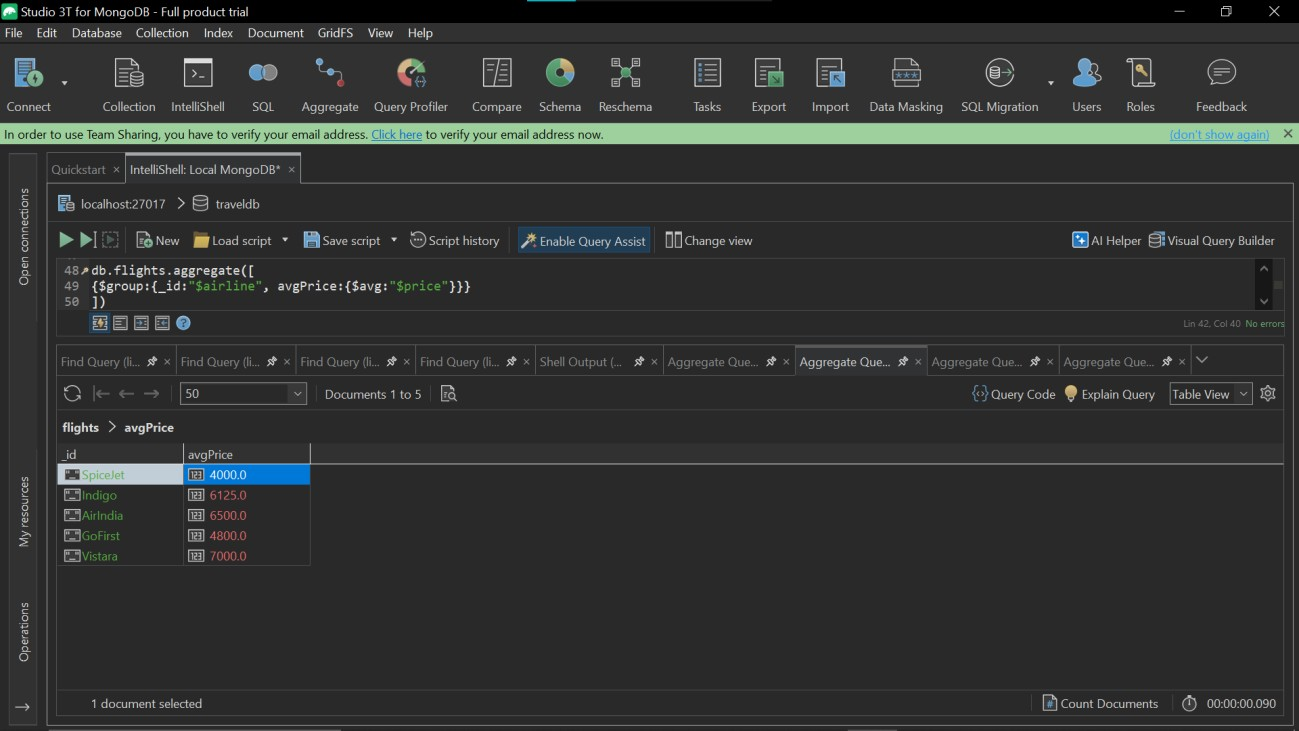 Studio 3T for MongoDB - Full product trial
File Edit Database Collection Index Document GridFS View Help
Connect Collection IntelliShell SQL Aggregate Query Profiler Compare Schema Reschema Tasks Export Import Data Masking SQL Migration Users Roles Feedback
In order to use Team Sharing, you have to verify your email address. Click here to verify your email address now. (don't show again)
Open connections
My resources
Operations
Quickstart IntelliShell: Local MongoDB*
localhost:27017 traveldb
New Load script Save script Script history Enable Query Assist Change view AI Helper Visual Query Builder
48 db.flights.aggregate([
49 {$group:{_id:"$airline", avgPrice:{$avg:"$price"}}}
50 ])
Lin 42, Col 40 No errors
Find Query (li... Find Query (li... Find Query (li... Find Query (li... Shell Output (... Aggregate Que... Aggregate Que... Aggregate Que... Aggregate Que...
50 Documents 1 to 5 Query Code Explain Query Table View
flights > avgPrice
_id avgPrice
SpiceJet 4000.0
Indigo 6125.0
AirIndia 6500.0
GoFirst 4800.0
Vistara 7000.0
1 document selected Count Documents 00:00:00.090